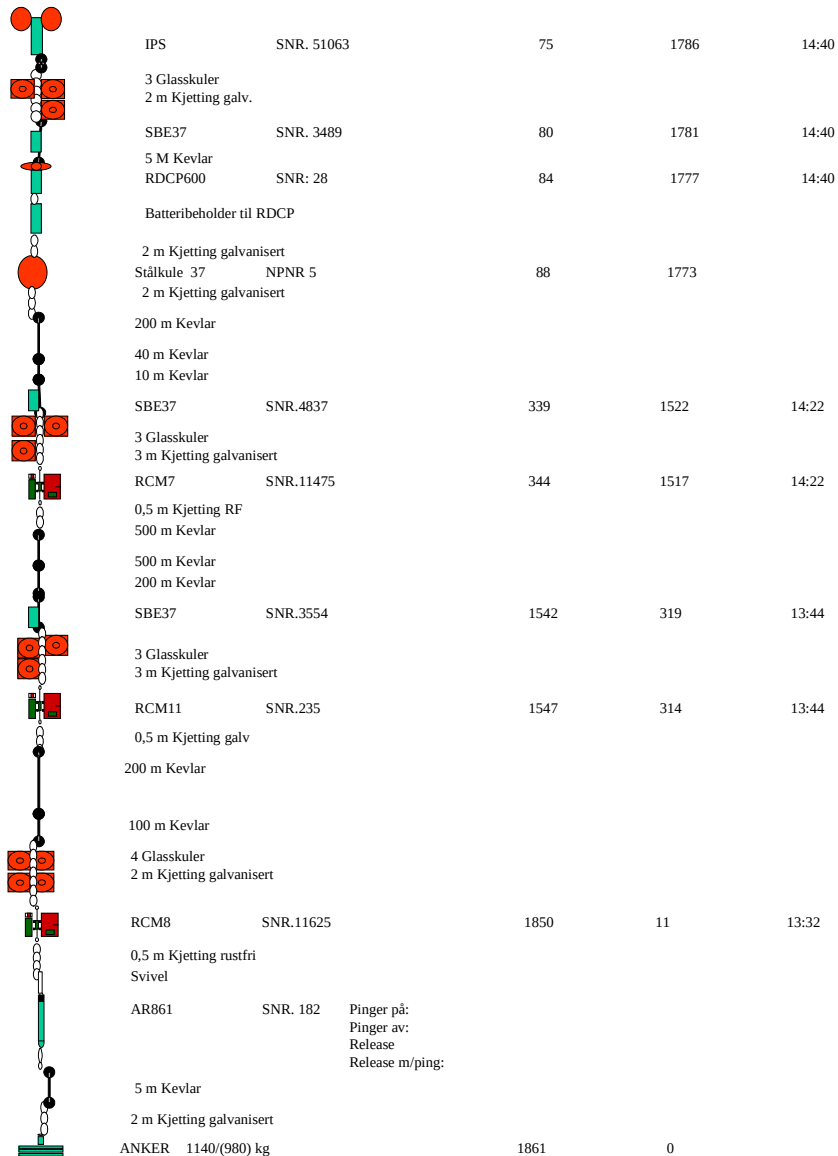 IPS SNR. 51063 75 1786 14:40
3 Glasskuler
2 m Kjetting galv.
SBE37 SNR. 3489 80 1781 14:40
5 M Kevlar
RDCP600 SNR: 28 84 1777 14:40
Batteribeholder til RDCP
2 m Kjetting galvanisert
Stålkule 37 NPNR 5 88 1773
2 m Kjetting galvanisert
200 m Kevlar
40 m Kevlar
10 m Kevlar
SBE37 SNR.4837 339 1522 14:22
3 Glasskuler
3 m Kjetting galvanisert
RCM7 SNR.11475 344 1517 14:22
0,5 m Kjetting RF
500 m Kevlar
500 m Kevlar
200 m Kevlar
SBE37 SNR.3554 1542 319 13:44
3 Glasskuler
3 m Kjetting galvanisert
RCM11 SNR.235 1547 314 13:44
0,5 m Kjetting galv
200 m Kevlar
100 m Kevlar
4 Glasskuler
2 m Kjetting galvanisert
RCM8 SNR.11625 1850 11 13:32
0,5 m Kjetting rustfri
Svivel
AR861 SNR. 182 Pinger på:
Pinger av:
Release
Release m/ping:
5 m Kevlar
2 m Kjetting galvanisert
ANKER 1140/(980) kg 1861 0